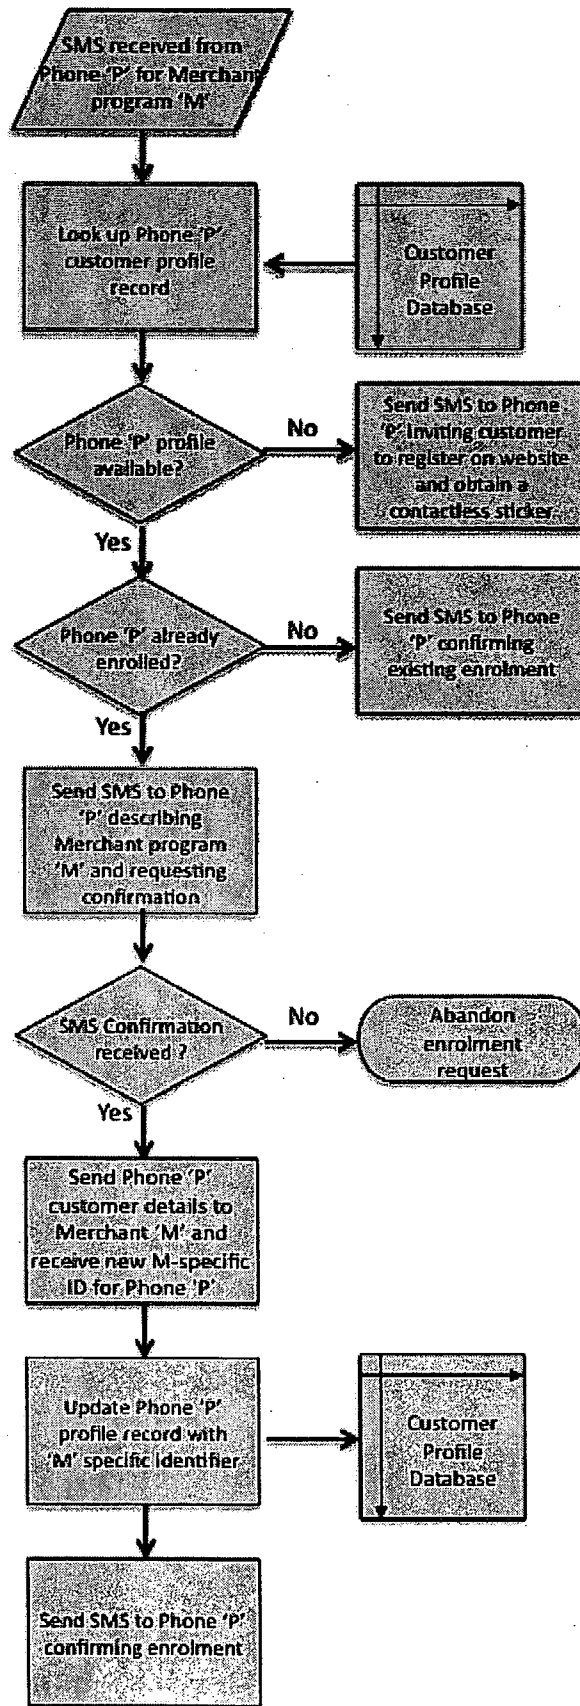 SMS received from
Phone 'P' for Merchant
program 'M'
Look up Phone 'P'
customer profile
record
Customer
Profile
Database
Phone 'P' profile
available?
No
Send SMS to Phone
'P' inviting customer
to register on website
and obtain a
contactless sticker
Yes
Phone 'P' already
enrolled?
No
Send SMS to Phone
'P' confirming
existing enrolment
Yes
Send SMS to Phone
'P' describing
Merchant program
'M' and requesting
confirmation
SMS Confirmation
received ?
No
Abandon
enrolment
request
Yes
Send Phone 'P'
customer details to
Merchant 'M' and
receive new M-specific
ID for Phone 'P'
Update Phone 'P'
profile record with
'M' specific identifier
Customer
Profile
Database
Send SMS to Phone 'P'
confirming enrolment